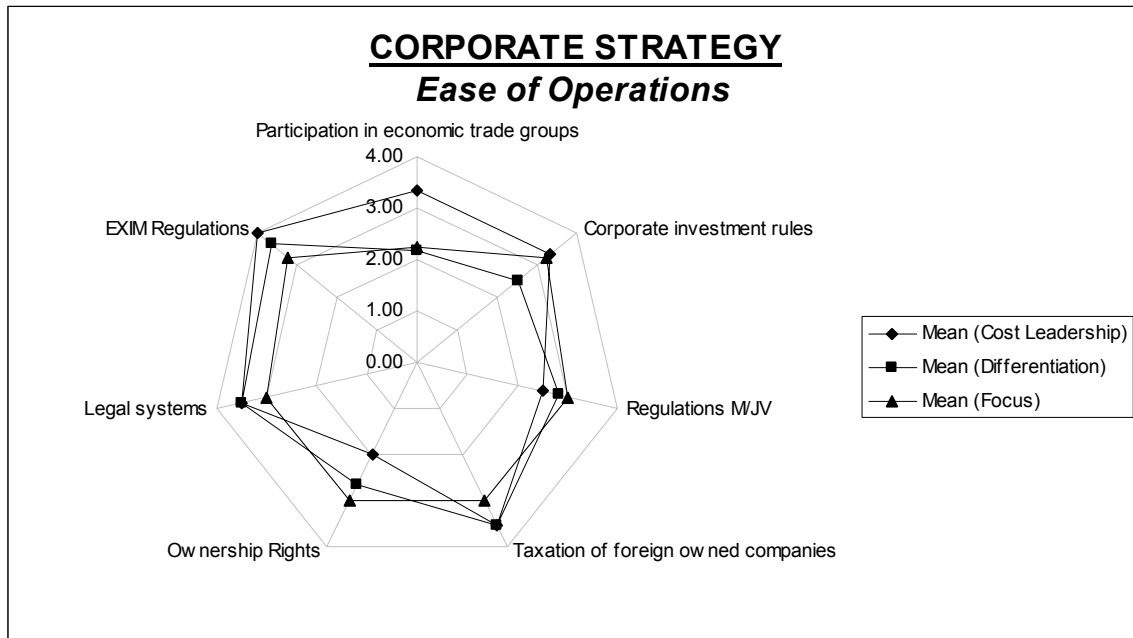 CORPORATE STRATEGY
Ease of Operations
Participation in economic trade groups
4.00
3.00
2.00
1.00
0.00
EXIM Regulations
Corporate investment rules
Legal systems
Regulations M/JV
Ownership Rights
Taxation of foreign owned companies
Mean (Cost Leadership)
Mean (Differentiation)
Mean (Focus)